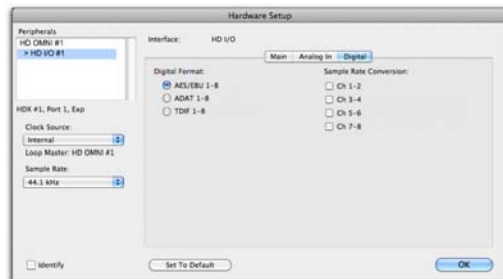 Hardware Setup
Peripherals
HD OMNI #1
> HD I/O #1
HDX #1, Port 1, Exp
Clock Source:
Internal
Loop Master: HD OMNI #1
Sample Rate
44.1 kHz
Identify
Interface: HD I/O
Main Analog In Digital
Digital Format:
AES/EBU 1-8
ADAT 1-8
TDIF 1-8
Sample Rate Conversion:
Ch 1-2
Ch 3-4
Ch 5-6
Ch 7-8
Set To Default
OK